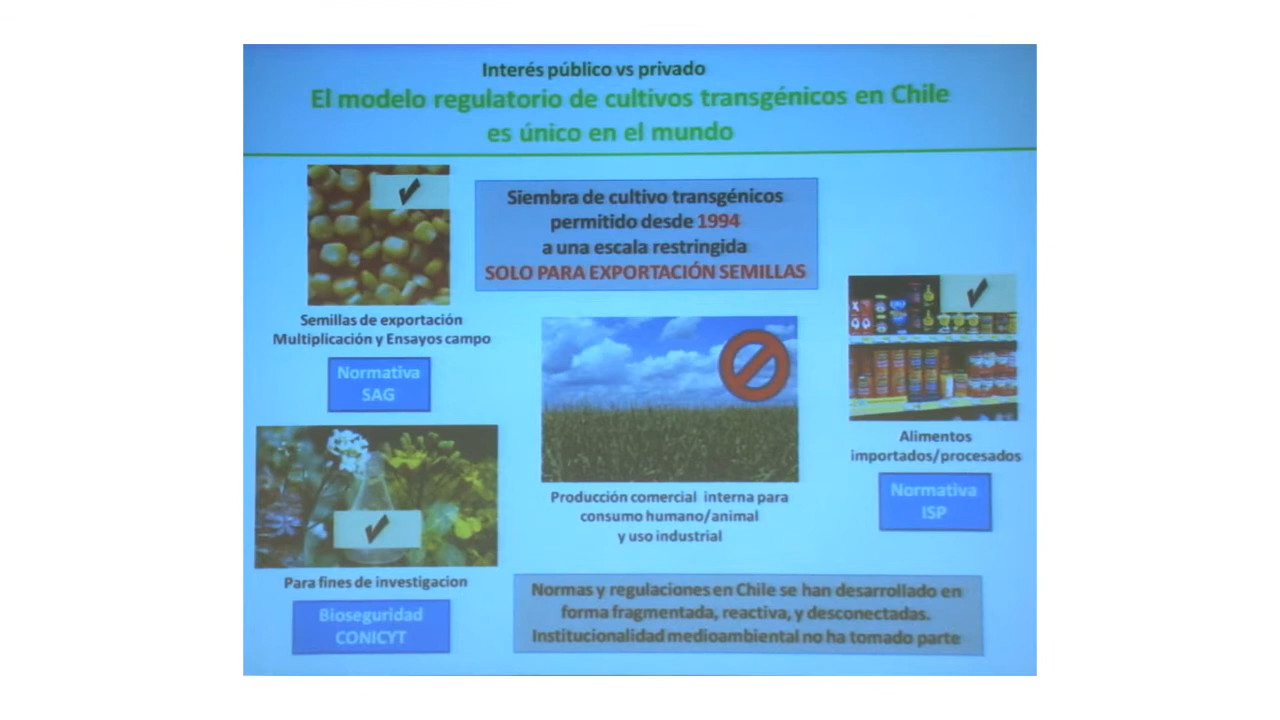 Interés público vs privado
El modelo regulatorio de cultivos transgénicos en Chile
es único en el mundo
Siembra de cultivo transgénicos
permitido desde 1994
a una escala restringida
SOLO PARA EXPORTACIÓN SEMILLAS
Semillas de exportación
Multiplicación y Ensayos campo
Normativa
SAG
Para fines de investigacion
Bioseguridad
CONICYT
Producción comercial interna para
consumo humano/animal
y uso industrial
Alimentos
importados/procesados
Normativa
ISP
Normas y regulaciones en Chile se han desarrollado en
forma fragmentada, reactiva, y desconectadas.
Institucionalidad medioambiental no ha tomado parte